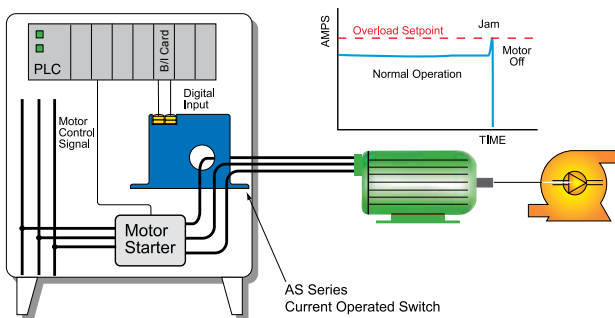 PLC
B/I Card
Digital
Input
Motor
Control
Signal
Motor
Starter
AS Series
Current Operated Switch
AMPS
Overload Setpoint
Jam
Motor
Off
Normal Operation
TIME